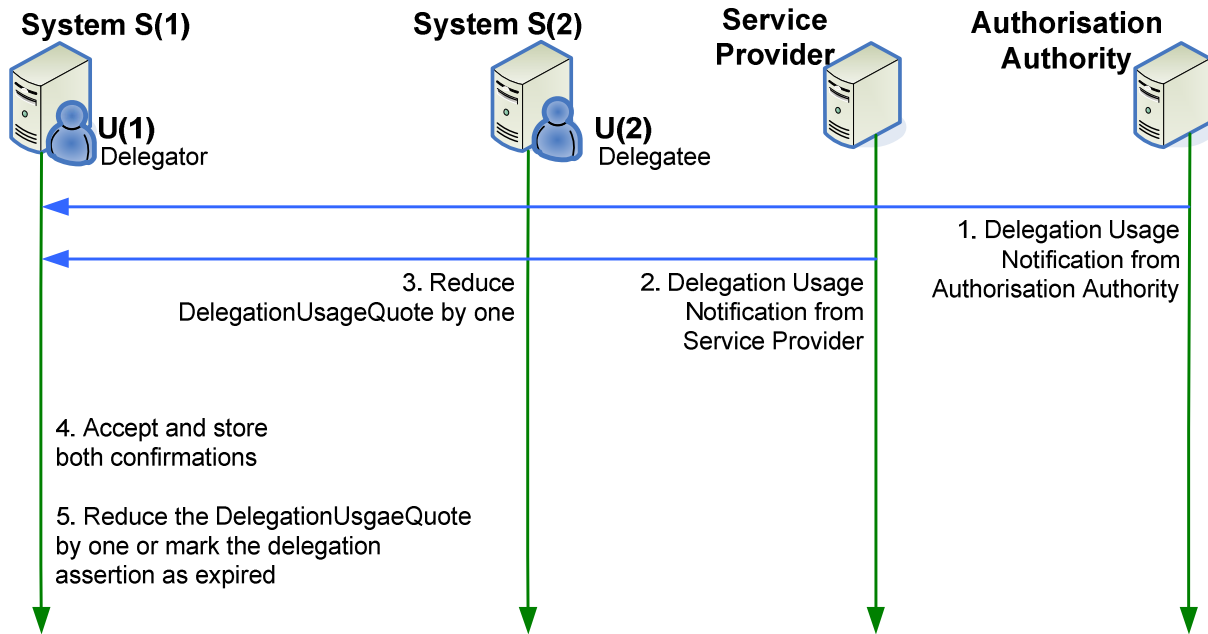 System S(1)
System S(2)
Service
Provider
Authorisation
Authority
U(1)
Delegator
U(2)
Delegatee
1. Delegation Usage
Notification from
Authorisation Authority
2. Delegation Usage
Notification from
Service Provider
3. Reduce
DelegationUsageQuote by one
4. Accept and store
both confirmations
5. Reduce the DelegationUsgaeQuote
by one or mark the delegation
assertion as expired